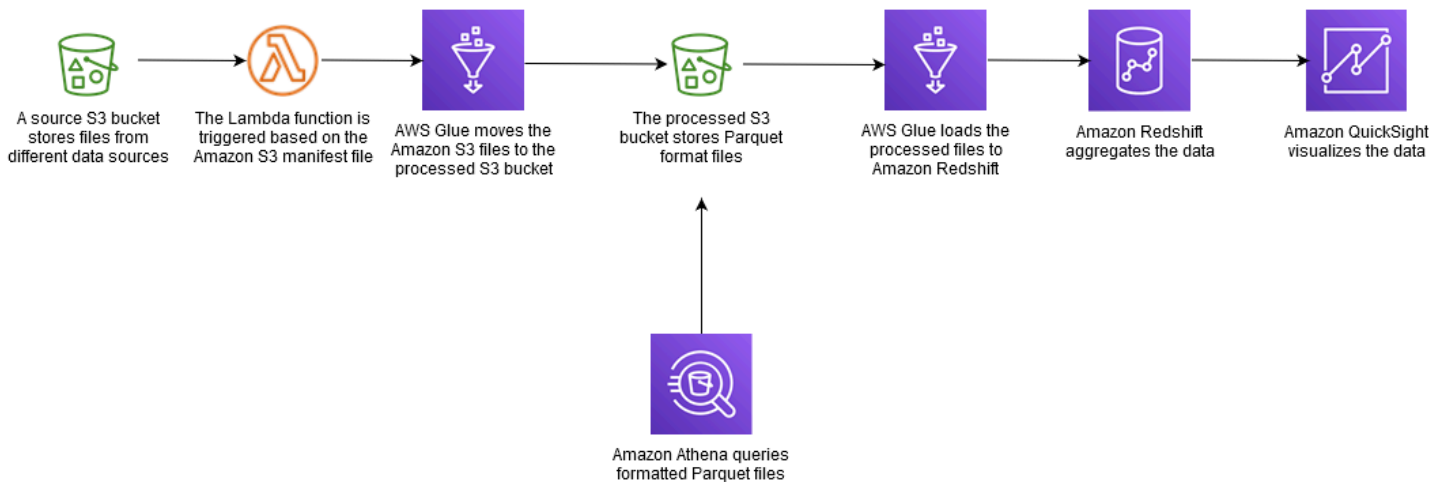 A source S3 bucket
stores files from
different data sources
The Lambda function is
triggered based on the
Amazon S3 manifest file
AWS Glue moves the
Amazon S3 files to the
processed S3 bucket
The processed S3
bucket stores Parquet
format files
AWS Glue loads the
processed files to
Amazon Redshift
Amazon Redshift
aggregates the data
Amazon QuickSight
visualizes the data
Amazon Athena queries
formatted Parquet files